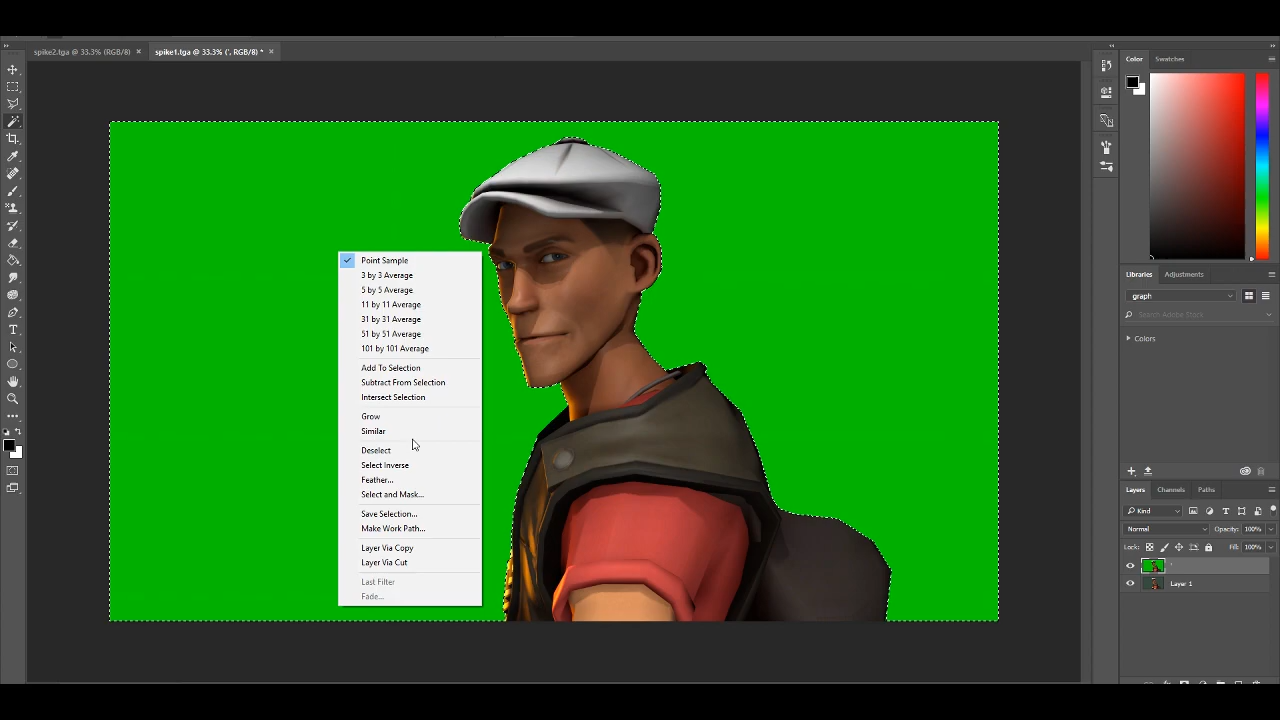 spike2.tga @ 33.3% (RGB/8) ×
spike1.tga @ 33.3% (', RGB/8) * ×
Point Sample
3 by 3 Average
5 by 5 Average
11 by 11 Average
31 by 31 Average
51 by 51 Average
101 by 101 Average
Add To Selection
Subtract From Selection
Intersect Selection
Grow
Similar
Deselect
Select Inverse
Feather...
Select and Mask...
Save Selection...
Make Work Path...
Layer Via Copy
Layer Via Cut
Last Filter
Fade...
Color
Swatches
Libraries
Adjustments
graph
Search Adobe Stock
Colors
Layers
Channels
Paths
Kind
Normal
Opacity: 100%
Lock:
Fill: 100%
'
Layer 1